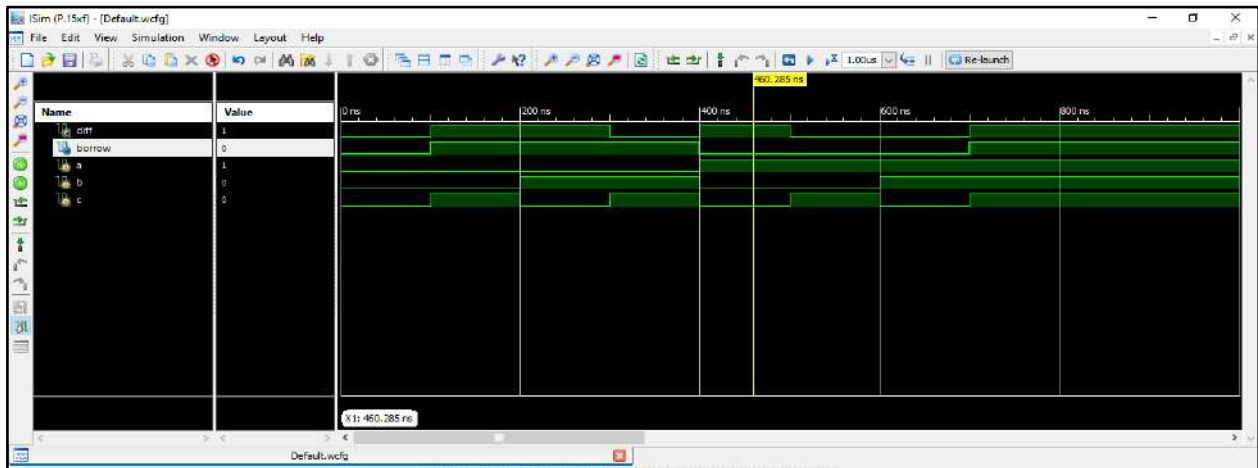 ISim (P.15xf) - [Default.wcfg]
File Edit View Simulation Window Layout Help
1.00us Re-launch
460.285 ns
Name Value 0 ns 200 ns 400 ns 600 ns 800 ns
diff 1
borrow 0
a 1
b 0
c 0
X1: 460.285 ns
Default.wcfg